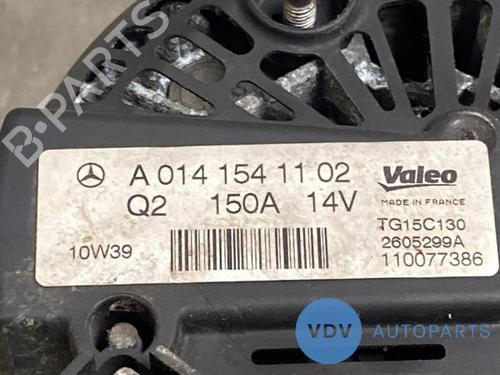 B-PARTS
A 014 154 11 02
Q2 150A 14V
10W39
Valeo
MADE IN FRANCE
TG15C130
2605299A
110077386
VDV AUTOPARTS